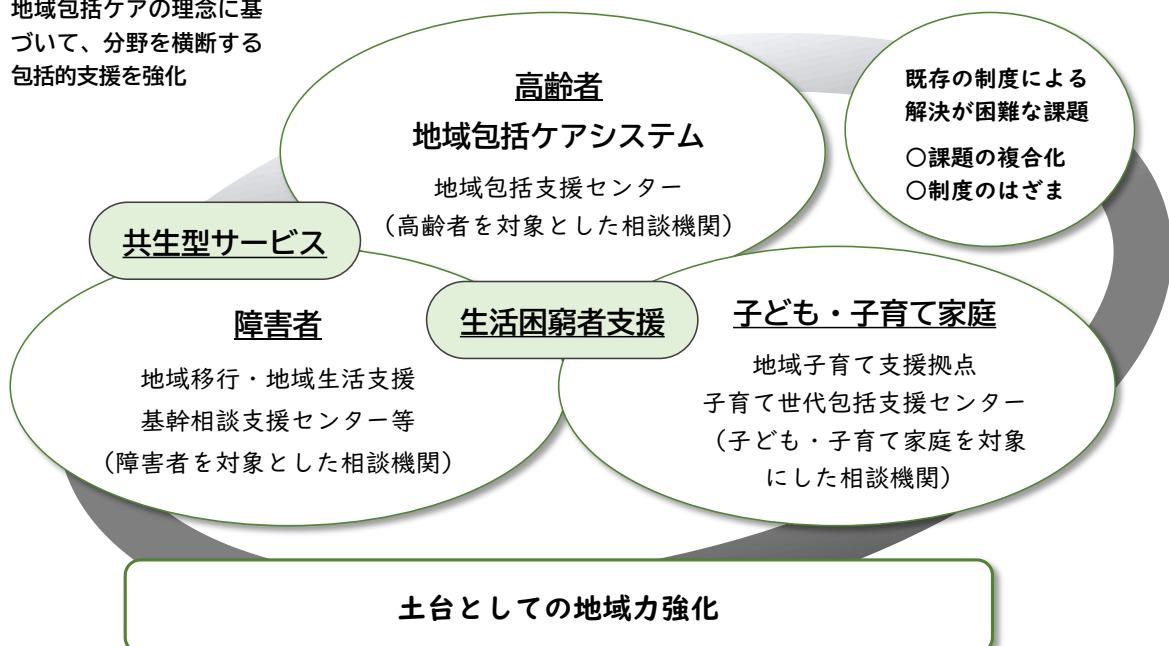 地域包括ケアの理念に基
づいて、分野を横断する
包括的支援を強化
高齢者
地域包括ケアシステム
地域包括支援センター
（高齢者を対象とした相談機関）
既存の制度による
解決が困難な課題
○課題の複合化
○制度のはざま
共生型サービス
障害者
地域移行・地域生活支援
基幹相談支援センター等
（障害者を対象とした相談機関）
生活困窮者支援
子ども・子育て家庭
地域子育て支援拠点
子育て世代包括支援センター
（子ども・子育て家庭を対象
にした相談機関）
土台としての地域力強化